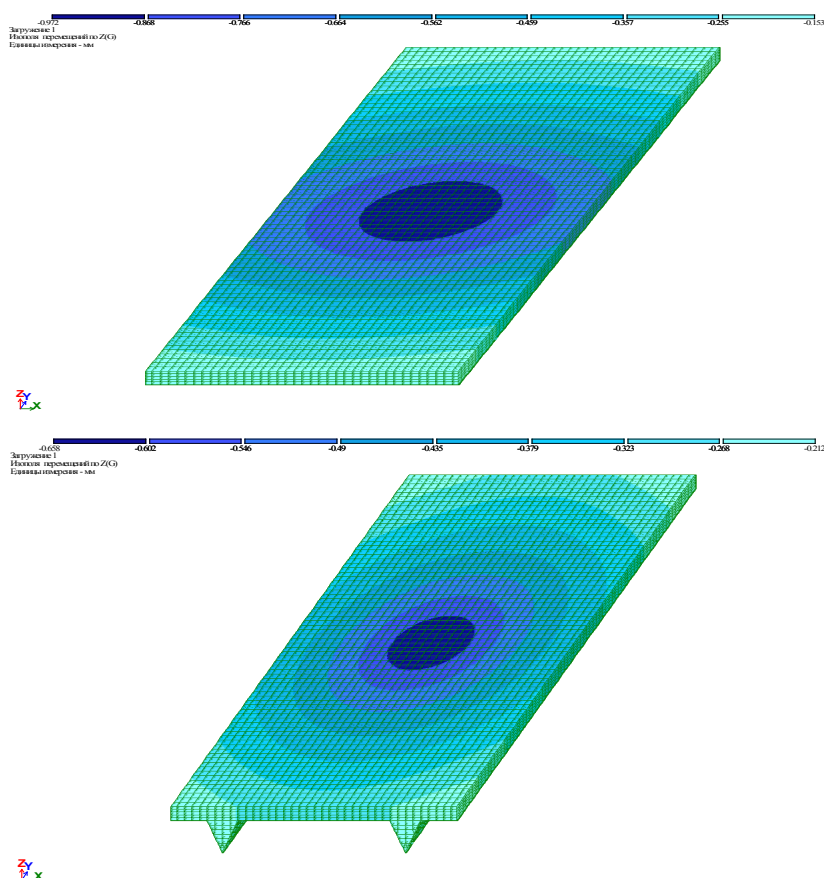 -0.972 -0.868 -0.766 -0.664 -0.562 -0.459 -0.357 -0.255 -0.153
Загружение 1
Изополя перемещений по Z(G)
Единицы измерения - мм
Z Y
X
-0.658 -0.602 -0.546 -0.49 -0.435 -0.379 -0.323 -0.268 -0.212
Загружение 1
Изополя перемещений по Z(G)
Единицы измерения - мм
Z Y
X